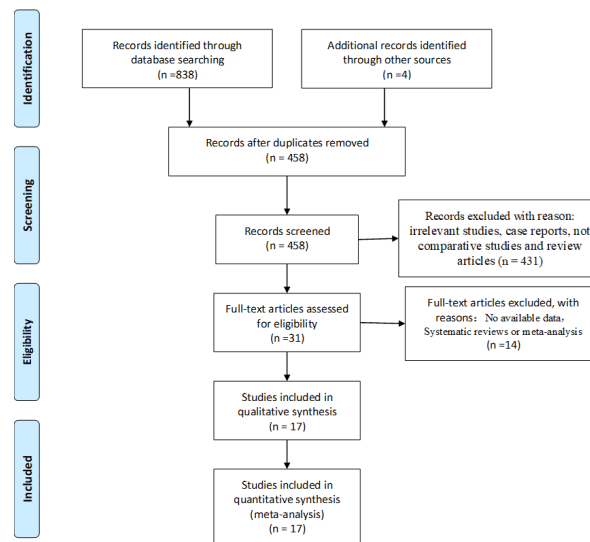 Identification
Records identified through
database searching
(n =838)
Additional records identified
through other sources
(n =4)
Records after duplicates removed
(n = 458)
Screening
Records screened
(n = 458)
Records excluded with reason:
irrelevant studies, case reports, not
comparative studies and review
articles (n = 431)
Eligibility
Full-text articles assessed
for eligibility
(n =31)
Full-text articles excluded, with
reasons: No available data,
Systematic reviews or meta-analysis
(n =14)
Studies included in
qualitative synthesis
(n = 17)
Included
Studies included in
quantitative synthesis
(meta-analysis)
(n = 17)